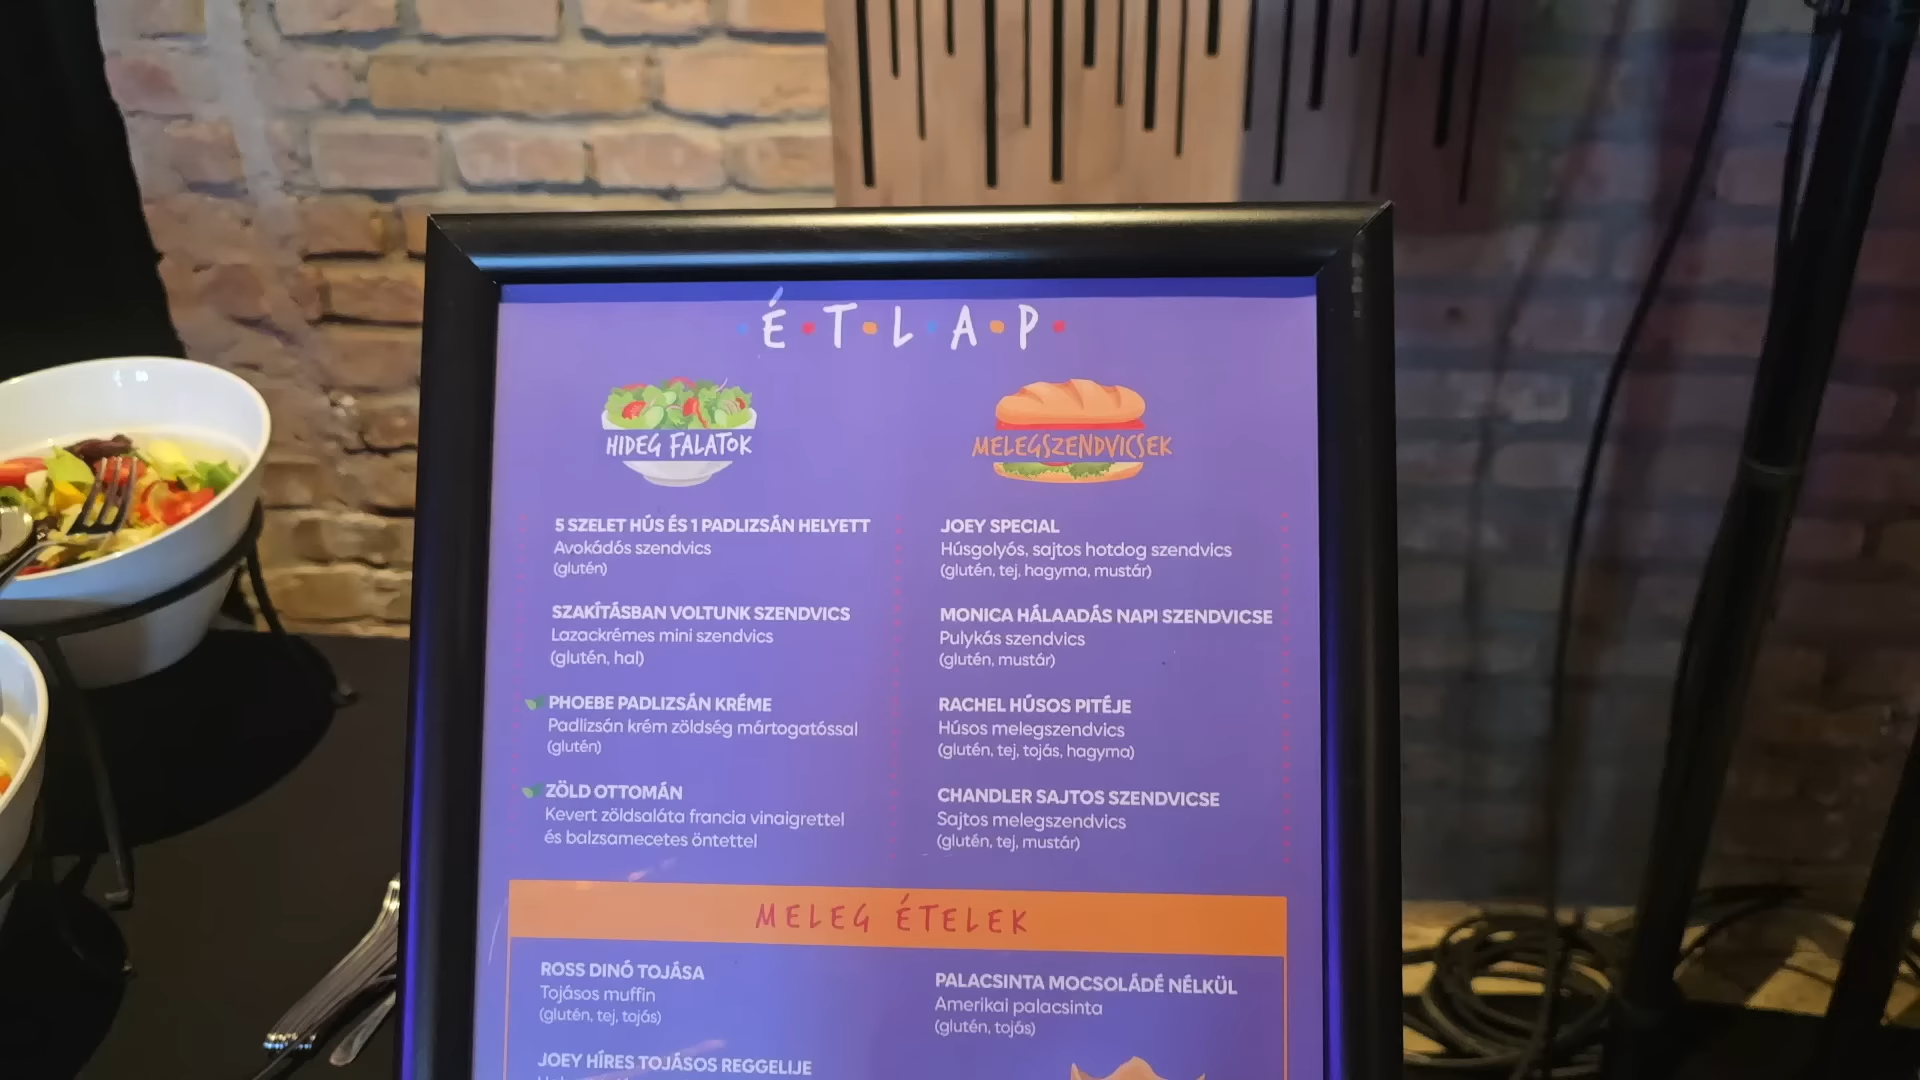 ÉTLAP
HIDEG FALATOK
5 SZELET HÚS ÉS 1 PADLIZSÁN HELYETT
Avokádós szendvics
(glutén)
SZAKÍTÁSBAN VOLTUNK SZENDVICS
Lazackrémes mini szendvics
(glutén, hal)
PHOEBE PADLIZSÁN KRÉME
Padlizsán krém zöldség mártogatóssal
(glutén)
ZÖLD OTTOMÁN
Kevert zöldsaláta francia vinaigrettel
és balzsamecetes öntettel
MELEGSZENDVICSEK
JOEY SPECIAL
Húsgolyós, sajtos hotdog szendvics
(glutén, tej, hagyma, mustár)
MONICA HÁLAADÁS NAPI SZENDVICSE
Pulykás szendvics
(glutén, mustár)
RACHEL HÚSOS PITÉJE
Húsos melegszendvics
(glutén, tej, tojás, hagyma)
CHANDLER SAJTOS SZENDVICSE
Sajtos melegszendvics
(glutén, tej, mustár)
MELEG ÉTELEK
ROSS DINÓ TOJÁSA
Tojásos muffin
(glutén, tej, tojás)
JOEY HÍRES TOJÁSOS REGGELIJE
PALACSINTA MOCSOLÁDÉ NÉLKÜL
Amerikai palacsinta
(glutén, tojás)